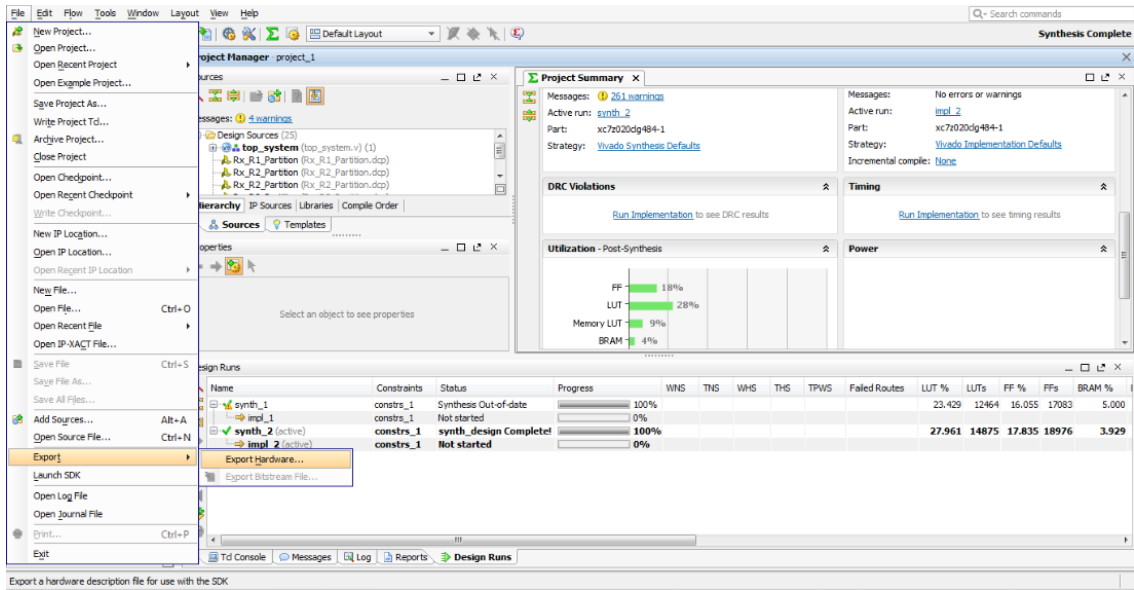 File Edit Flow Tools Window Layout View Help
Search commands
Default Layout
Synthesis Complete
New Project...
Open Project...
Open Recent Project
Open Example Project...
Save Project As...
Write Project Tcl...
Archive Project...
Close Project
Open Checkpoint...
Open Recent Checkpoint
Write Checkpoint...
New IP Location...
Open IP Location...
Open Recent IP Location
New File...
Open File... Ctrl+O
Open Recent File
Open IP-XACT File...
Save File Ctrl+S
Save File As...
Save All Files...
Add Sources... Alt+A
Open Source File... Ctrl+N
Export
Launch SDK
Open Log File
Open Journal File
Print... Ctrl+P
Exit
Export Hardware...
Export Bitstream File...
roject Manager project_1
urces
essages: 4 warnings
Design Sources (25)
top_system (top_system.v) (1)
Rx_R1_Partition (Rx_R1_Partition.dcp)
Rx_R2_Partition (Rx_R2_Partition.dcp)
Rx_R2_Partition (Rx_R2_Partition.dcp)
Hierarchy IP Sources Libraries Compile Order
Sources Templates
operties
Select an object to see properties
Project Summary
Messages: 261 warnings
Active run: synth_2
Part: xc7z020dg484-1
Strategy: Vivado Synthesis Defaults
Messages: No errors or warnings
Active run: impl_2
Part: xc7z020dg484-1
Strategy: Vivado Implementation Defaults
Incremental compile: None
DRC Violations
Run Implementation to see DRC results
Timing
Run Implementation to see timing results
Utilization - Post-Synthesis
FF 18%
LUT 28%
Memory LUT 9%
BRAM 4%
Power
esign Runs
Name Constraints Status Progress WNS TNS WHS THS TPWS Failed Routes LUT % LUTs FF % FFs BRAM %
synth_1 constrs_1 Synthesis Out-of-date 100% 23.429 12464 16.055 17083 5.000
impl_1 constrs_1 Not started 0%
synth_2 (active) constrs_1 synth_design Complete! 100% 27.961 14875 17.835 18976 3.929
impl_2 (active) constrs_1 Not started 0%
Tcl Console Messages Log Reports Design Runs
Export a hardware description file for use with the SDK